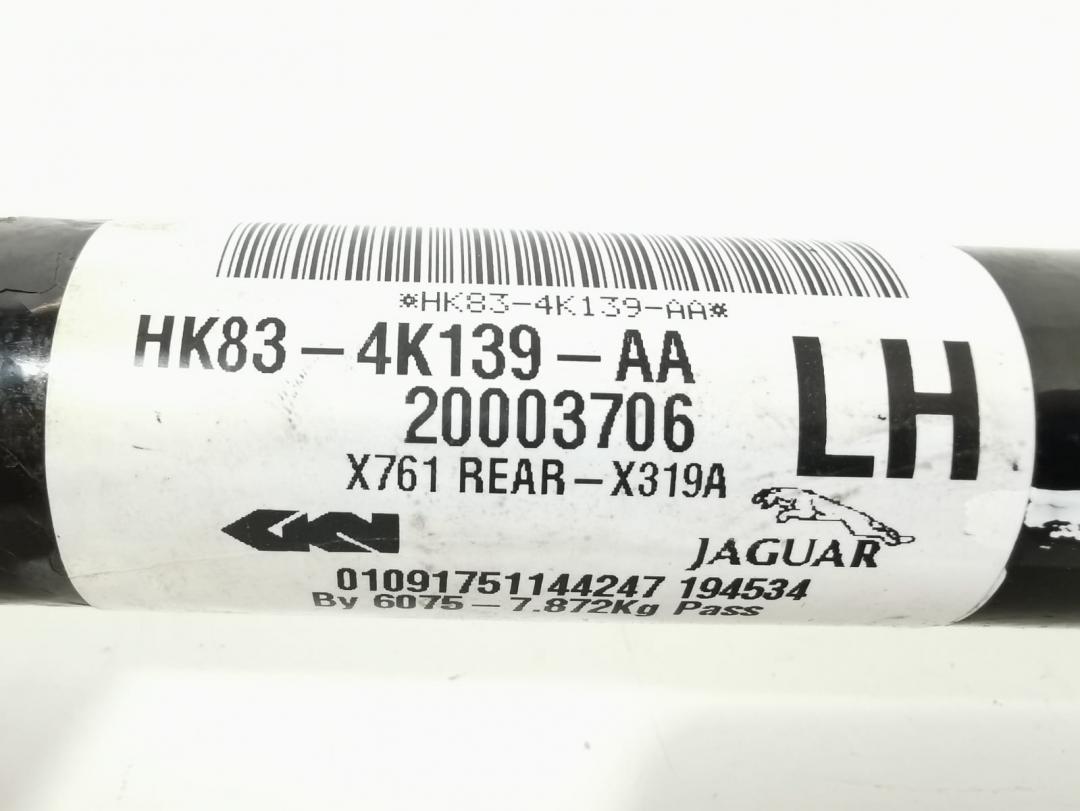 *HK83-4K139-AA*
HK83-4K139-AA
LH
20003706
X761 REAR-X319A
GKN
JAGUAR
01091751144247 194534
By 6075-7.872Kg Pass